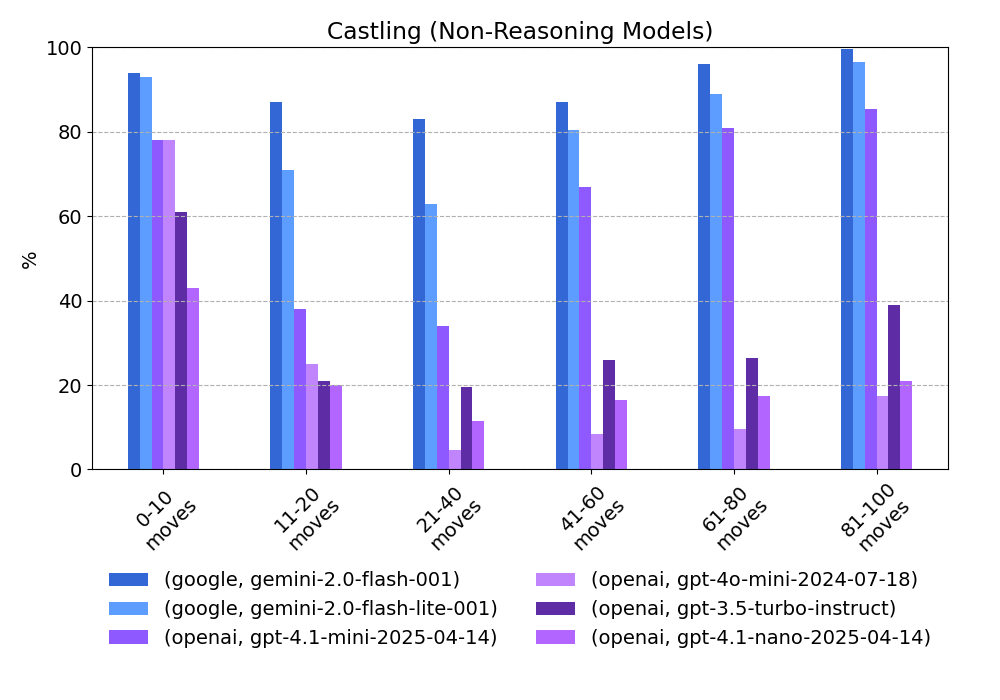 Castling (Non-Reasoning Models)
100
80
60
40
20
0
%
0-10
moves
11-20
moves
21-40
moves
41-60
moves
61-80
moves
81-100
moves
(google, gemini-2.0-flash-001)
(google, gemini-2.0-flash-lite-001)
(openai, gpt-4.1-mini-2025-04-14)
(openai, gpt-4o-mini-2024-07-18)
(openai, gpt-3.5-turbo-instruct)
(openai, gpt-4.1-nano-2025-04-14)